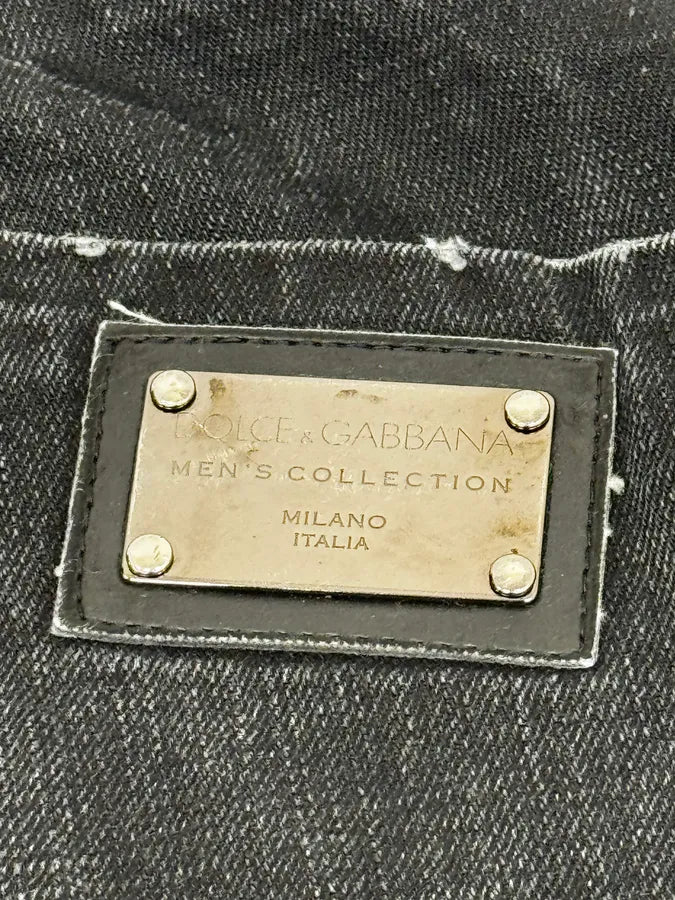 DOLCE & GABBANA
MEN'S COLLECTION
MILANO
ITALIA